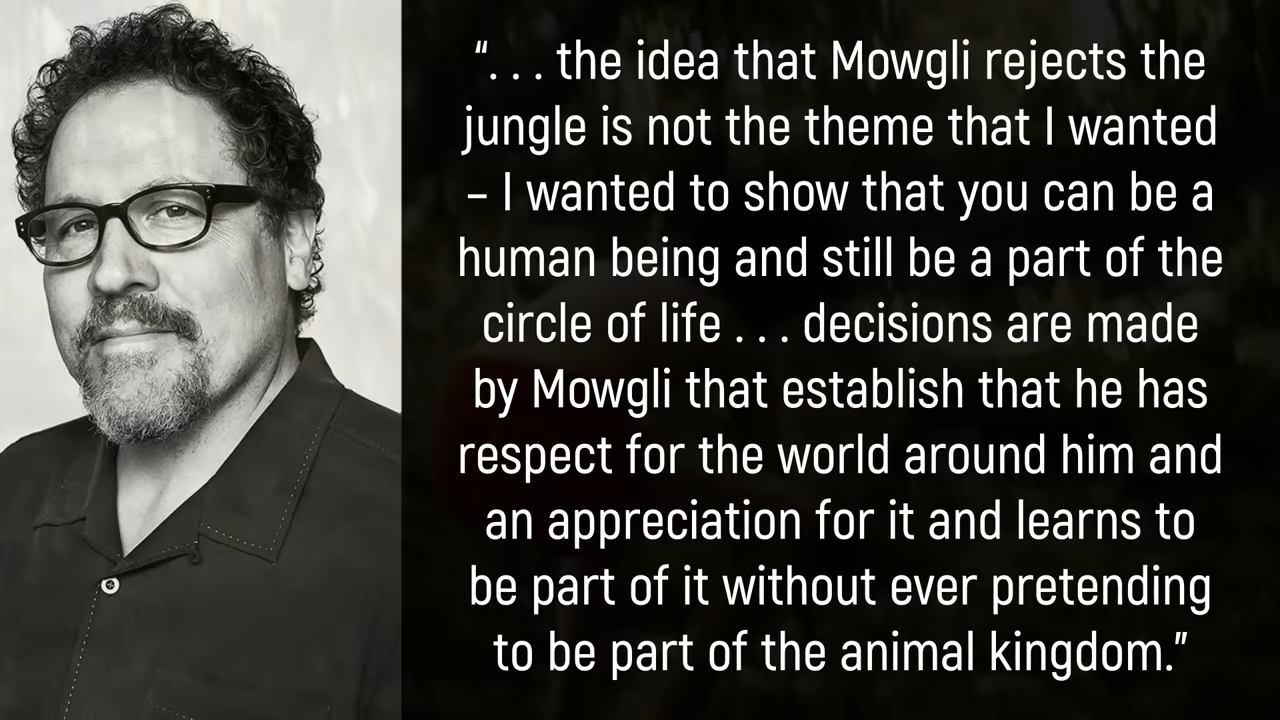 “. . . the idea that Mowgli rejects the
jungle is not the theme that I wanted
– I wanted to show that you can be a
human being and still be a part of the
circle of life . . . decisions are made
by Mowgli that establish that he has
respect for the world around him and
an appreciation for it and learns to
be part of it without ever pretending
to be part of the animal kingdom.”